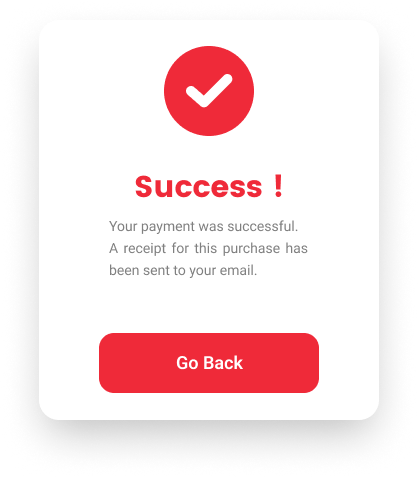 Success !
Your payment was successful.
A receipt for this purchase has
been sent to your email.
Go Back